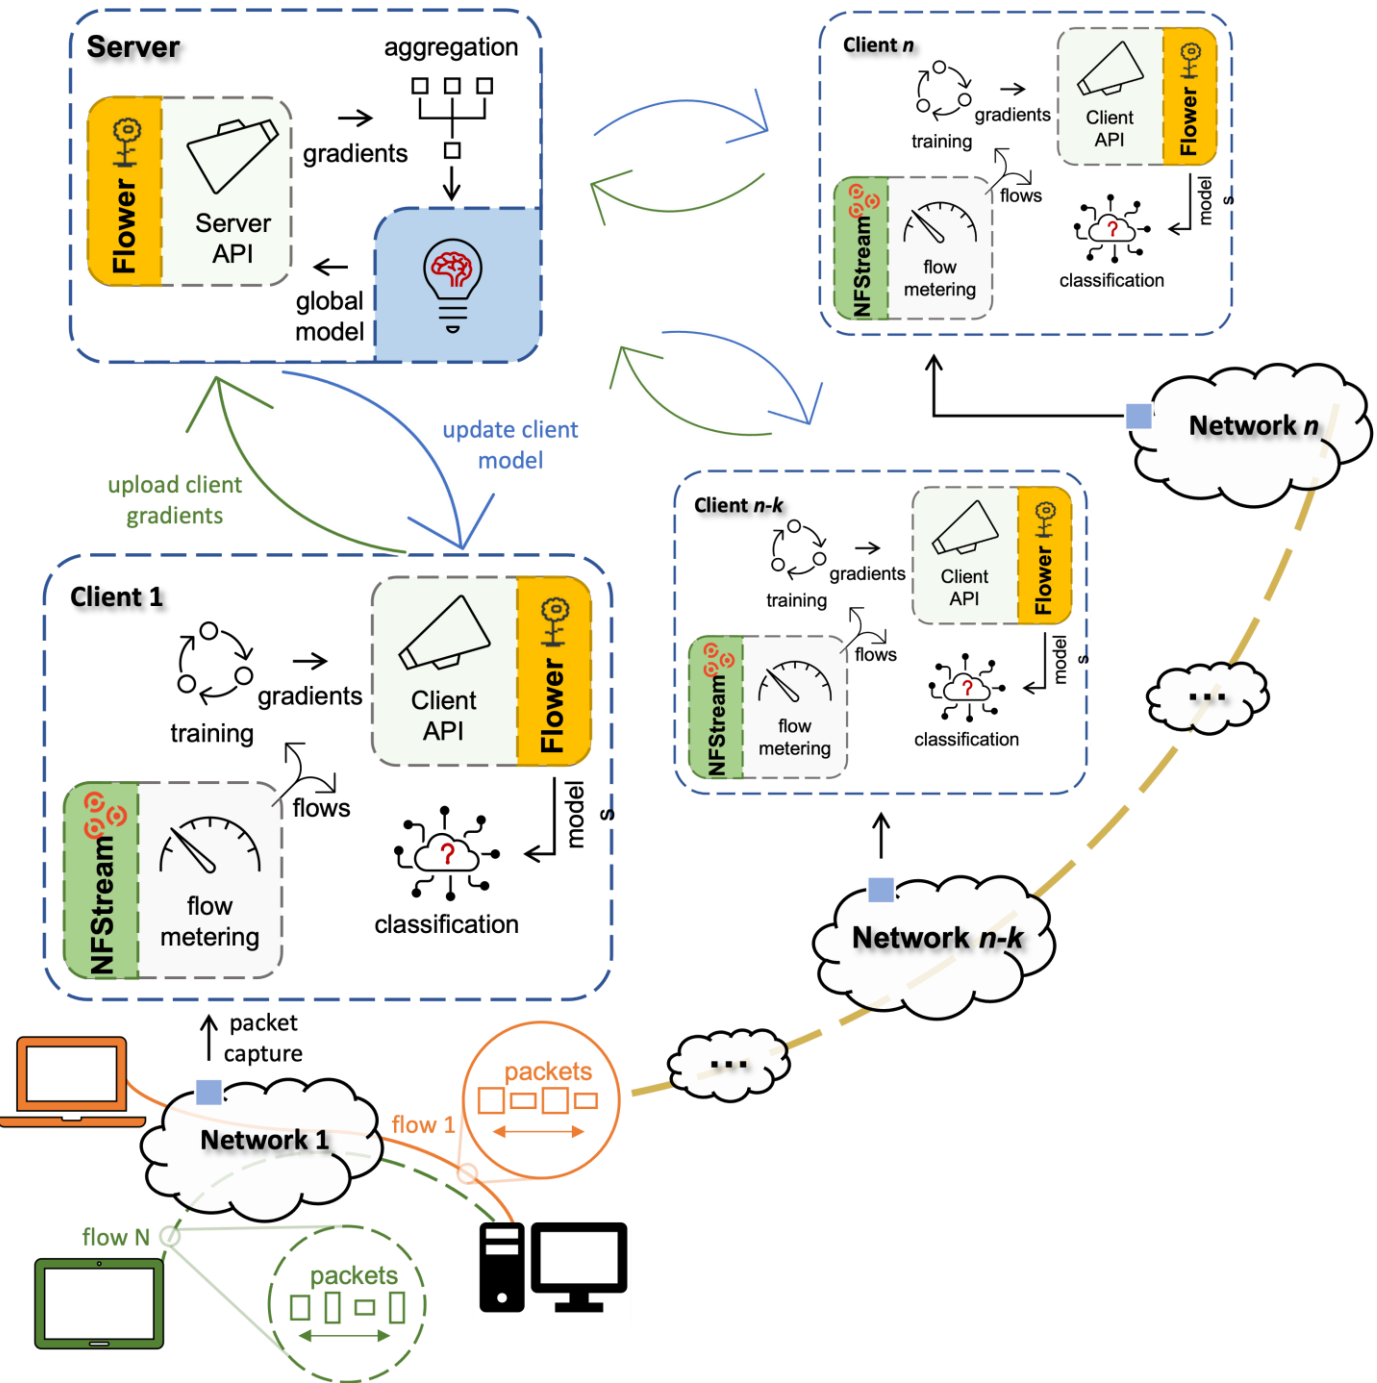 Server
aggregation
Flower
Server
API
gradients
global
model
Client n
training
gradients
Client
API
Flower
NFStream
flow
metering
flows
model
s
classification
upload client
gradients
update client
model
Network n
Client n-k
training
gradients
Client
API
Flower
NFStream
flow
metering
flows
model
s
classification
Client 1
training
gradients
Client
API
Flower
NFStream
flow
metering
flows
model
s
classification
...
Network n-k
...
packet
capture
Network 1
flow 1
packets
flow N
packets